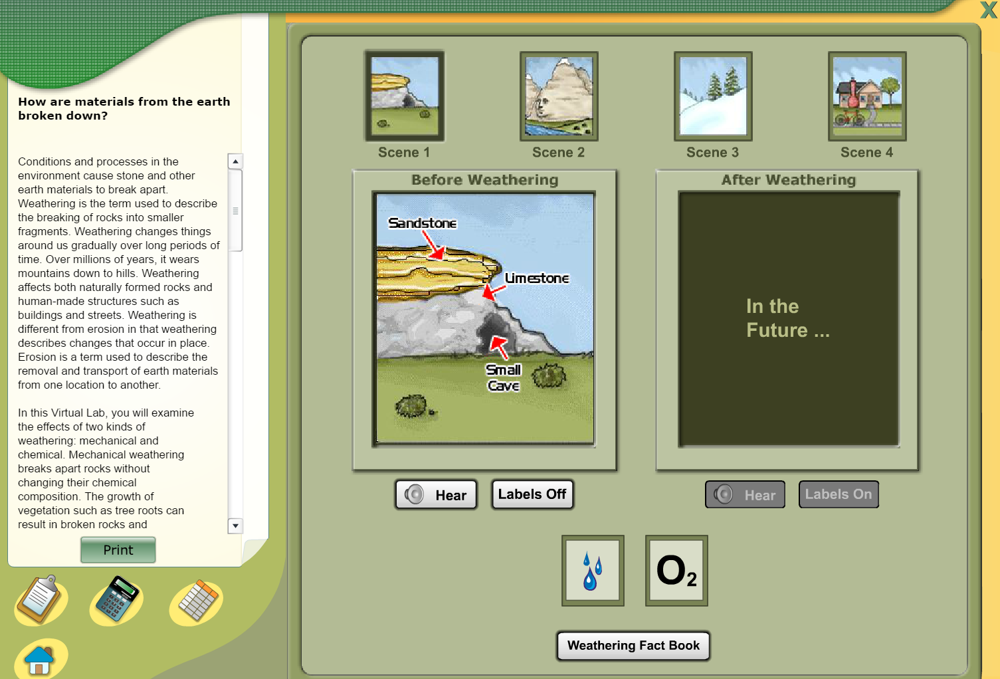 X
How are materials from the earth
broken down?
Conditions and processes in the
environment cause stone and other
earth materials to break apart.
Weathering is the term used to describe
the breaking of rocks into smaller
fragments. Weathering changes things
around us gradually over long periods of
time. Over millions of years, it wears
mountains down to hills. Weathering
affects both naturally formed rocks and
human-made structures such as
buildings and streets. Weathering is
different from erosion in that weathering
describes changes that occur in place.
Erosion is a term used to describe the
removal and transport of earth materials
from one location to another.
In this Virtual Lab, you will examine
the effects of two kinds of
weathering: mechanical and
chemical. Mechanical weathering
breaks apart rocks without
changing their chemical
composition. The growth of
vegetation such as tree roots can
result in broken rocks and
Print
Scene 1
Scene 2
Scene 3
Scene 4
Before Weathering
Sandstone
Limestone
Small
Cave
Hear
Labels Off
After Weathering
In the
Future ...
Hear
Labels On
O2
Weathering Fact Book